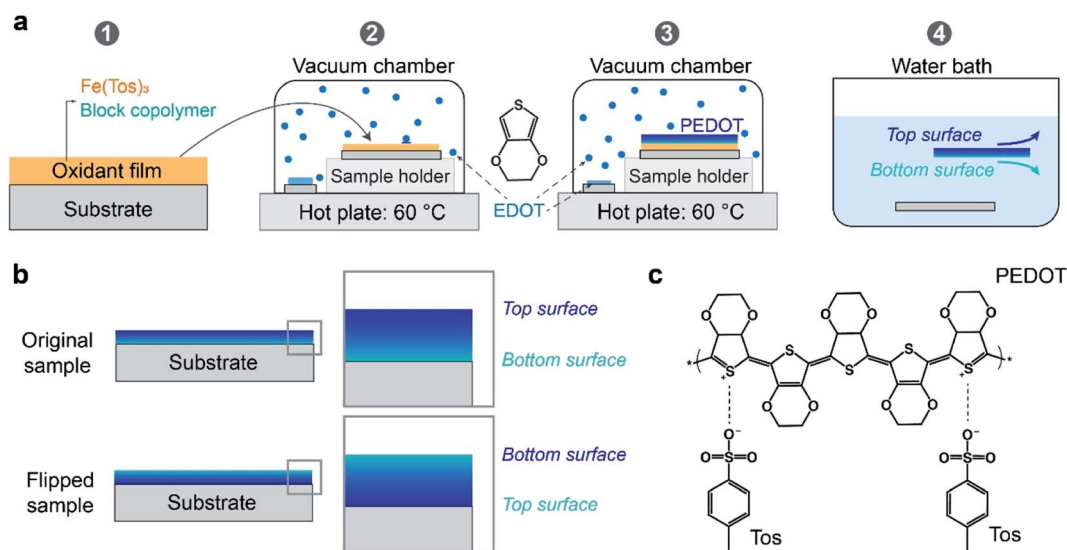 a
1
2
3
4
Vacuum chamber
Vacuum chamber
Water bath
Fe(Tos)₃
Block copolymer
Oxidant film
Substrate
Sample holder
Hot plate: 60 °C
S
O
O
EDOT
PEDOT
Sample holder
Hot plate: 60 °C
Top surface
Bottom surface
b
Original
sample
Substrate
Top surface
Bottom surface
Flipped
sample
Substrate
Bottom surface
Top surface
c
PEDOT
O O O O
* ( S S ) *
+ S S S +
O O O O
O⁻ O⁻
O=S=O O=S=O
Tos Tos